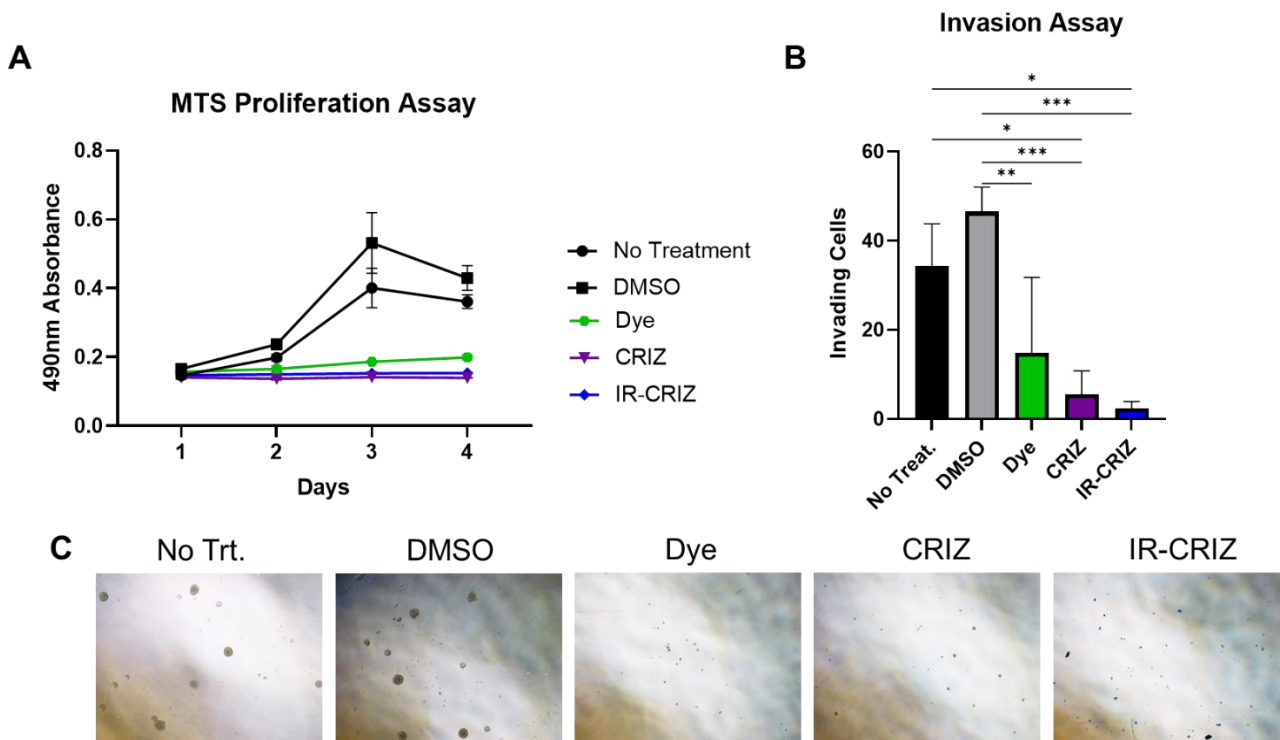 A
MTS Proliferation Assay
490nm Absorbance
0.8
0.6
0.4
0.2
0.0
1 2 3 4
Days
No Treatment
DMSO
Dye
CRIZ
IR-CRIZ
B
Invasion Assay
*
***
*
***
**
Invading Cells
60
40
20
0
No Treat. DMSO Dye CRIZ IR-CRIZ
C
No Trt. DMSO Dye CRIZ IR-CRIZ